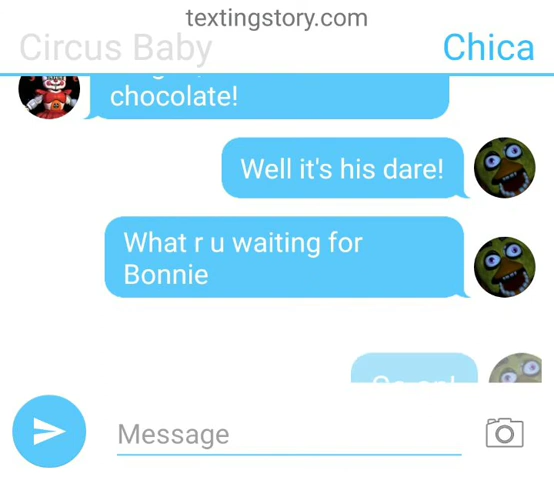 textingstory.com
Circus Baby Chica
chocolate!
Well it's his dare!
What r u waiting for
Bonnie
Message